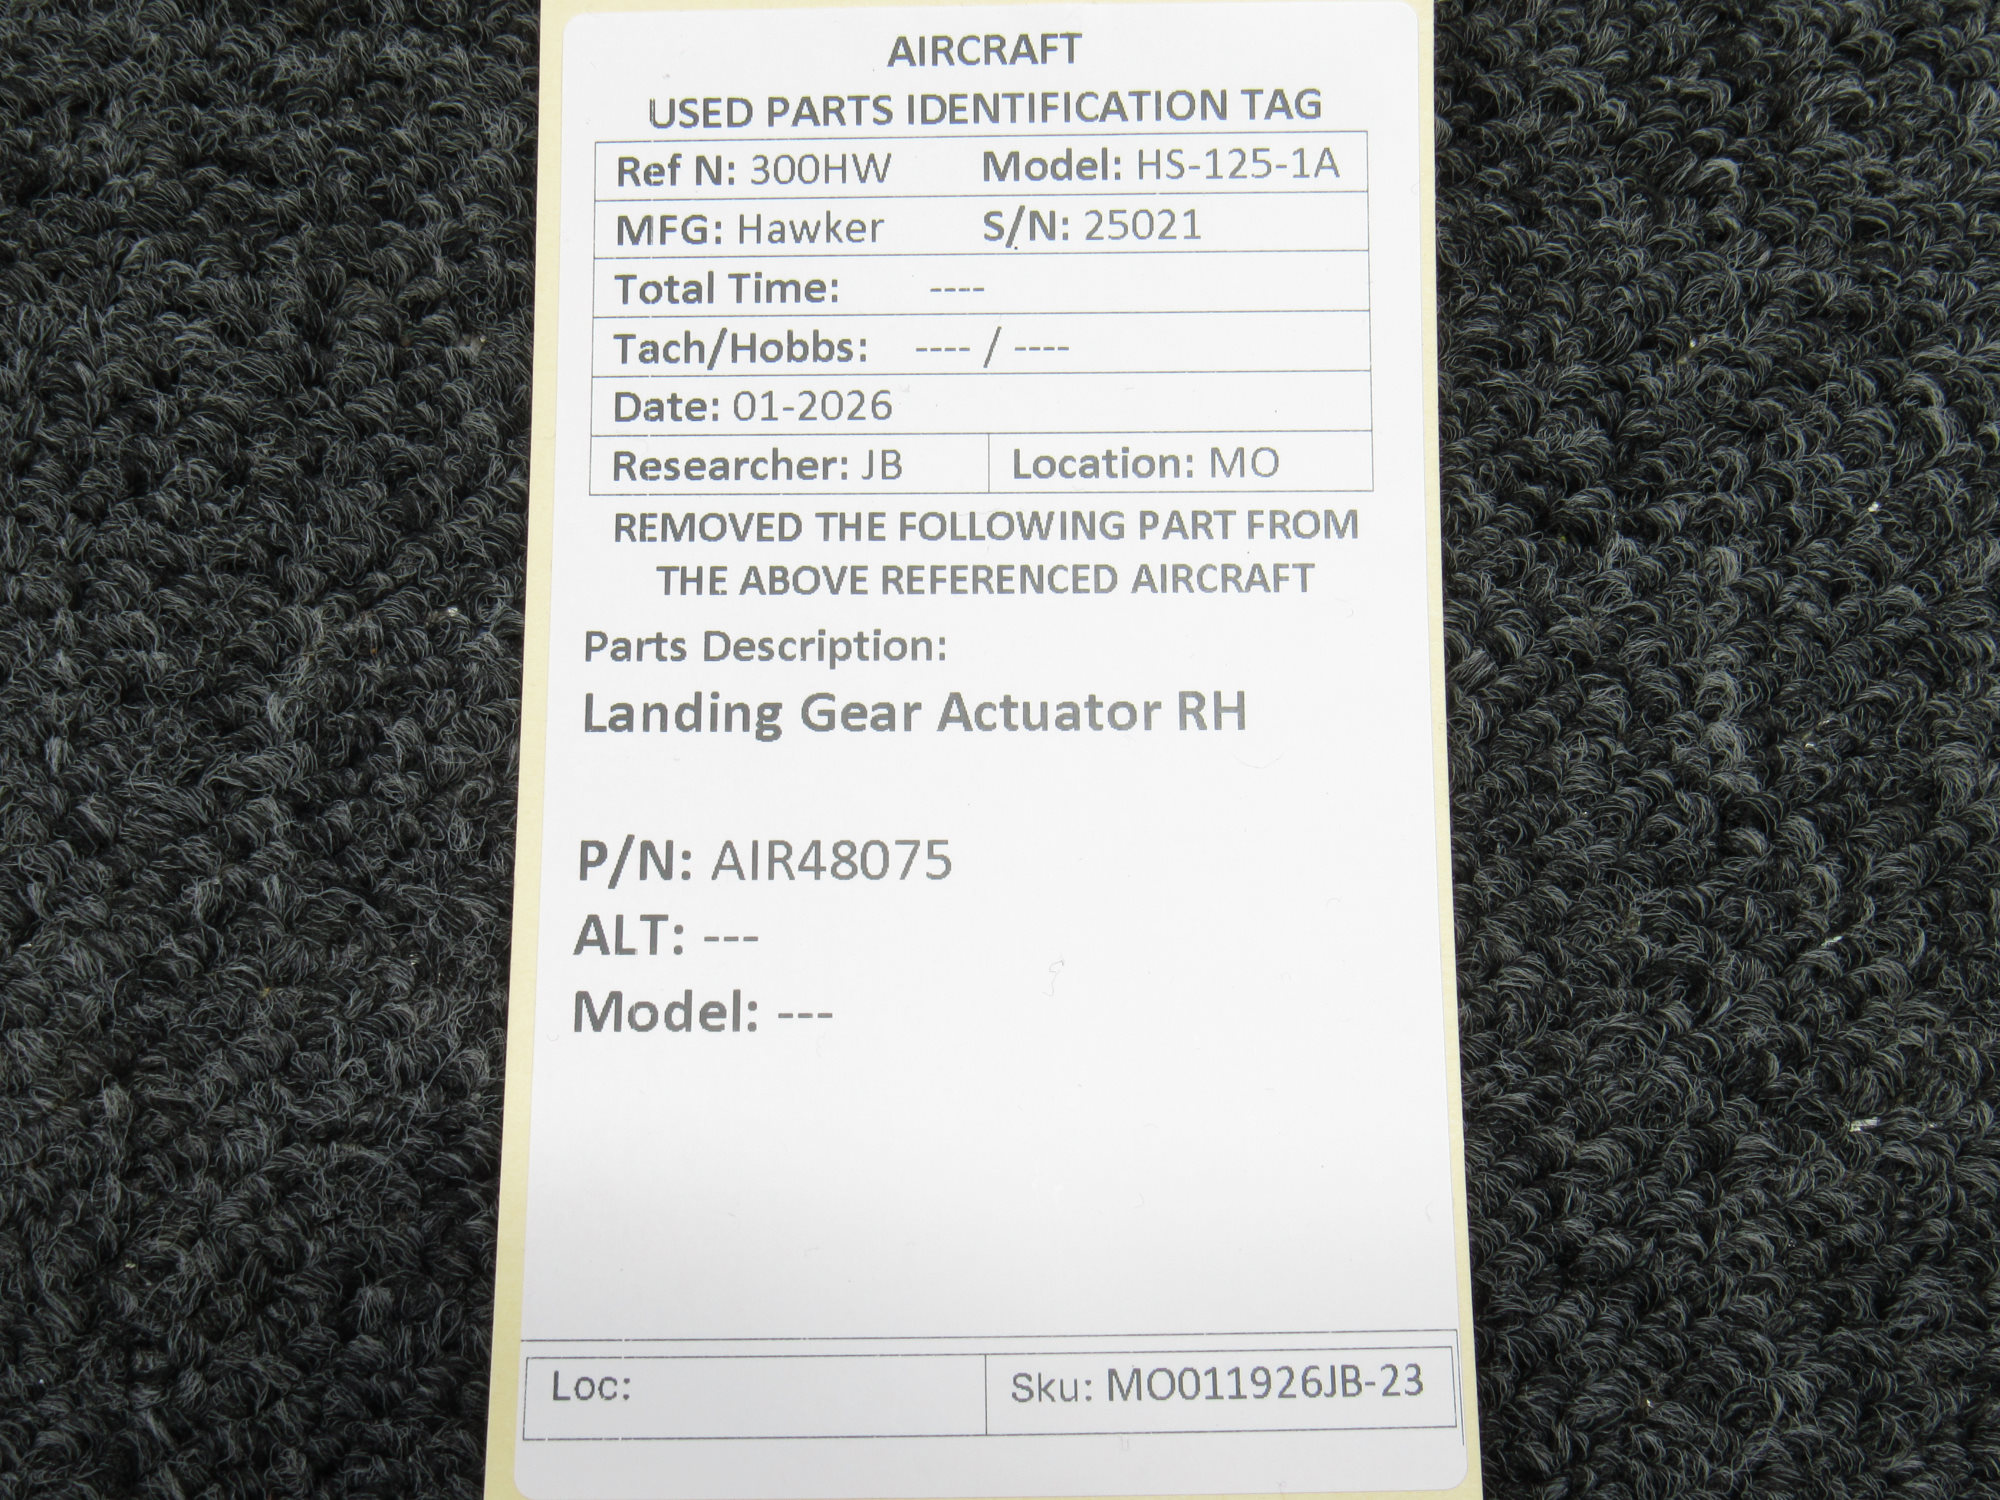 AIRCRAFT
USED PARTS IDENTIFICATION TAG
Ref N: 300HW Model: HS-125-1A
MFG: Hawker S/N: 25021
Total Time: ----
Tach/Hobbs: ---- / ----
Date: 01-2026
Researcher: JB Location: MO
REMOVED THE FOLLOWING PART FROM
THE ABOVE REFERENCED AIRCRAFT
Parts Description:
Landing Gear Actuator RH
P/N: AIR48075
ALT: ---
Model: ---
Loc: Sku: MO011926JB-23